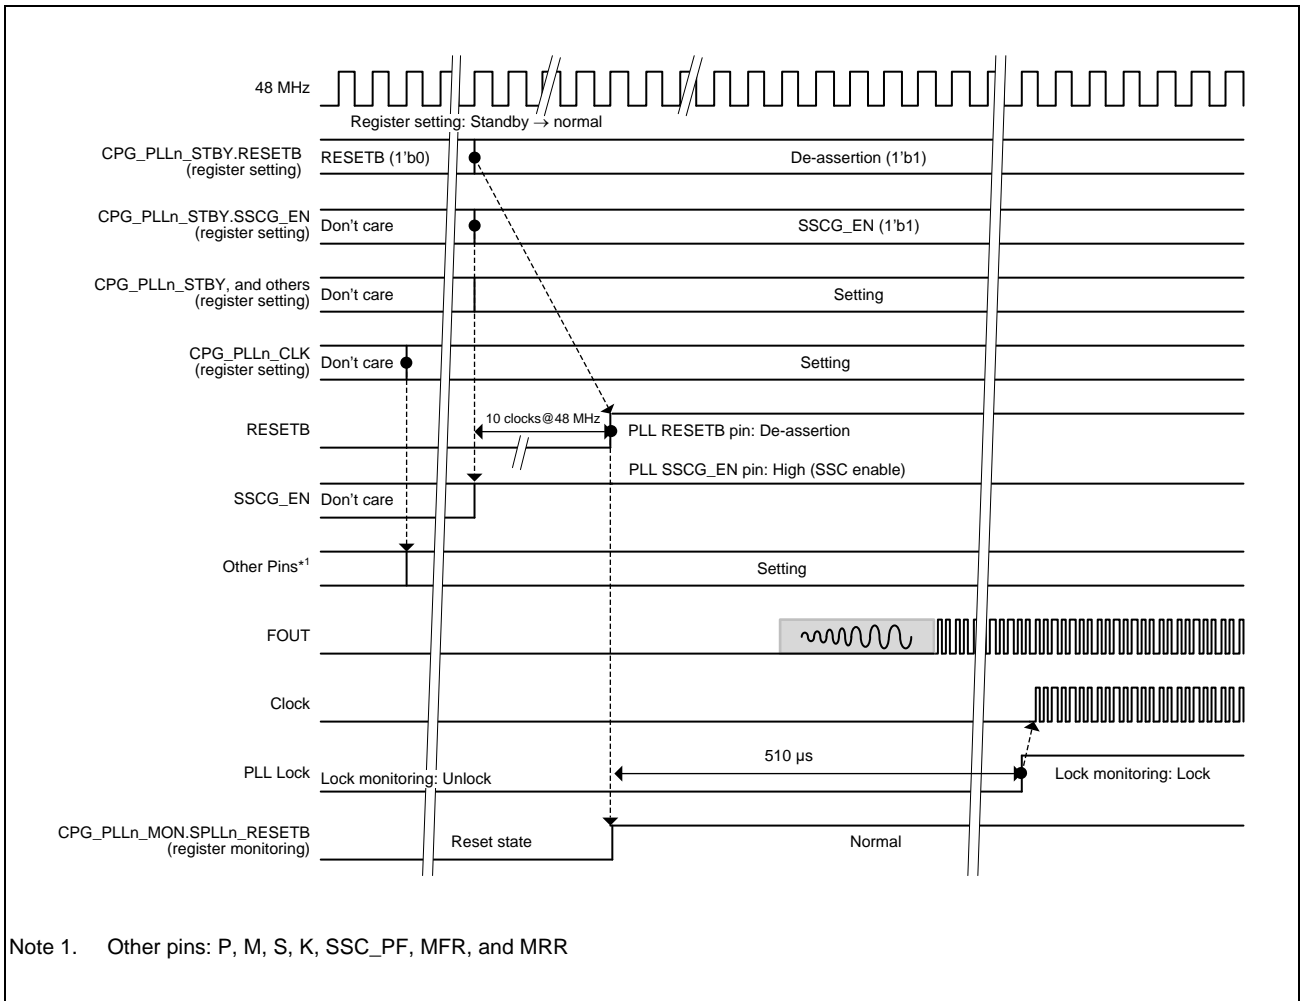 48 MHz
Register setting: Standby → normal
CPG_PLLn_STBY.RESETB
(register setting)
RESETB (1'b0)
De-assertion (1'b1)
CPG_PLLn_STBY.SSCG_EN
(register setting)
Don't care
SSCG_EN (1'b1)
CPG_PLLn_STBY, and others
(register setting)
Don't care
Setting
CPG_PLLn_CLK
(register setting)
Don't care
Setting
RESETB
10 clocks@48 MHz
PLL RESETB pin: De-assertion
PLL SSCG_EN pin: High (SSC enable)
SSCG_EN
Don't care
Other Pins*1
Setting
FOUT
Clock
PLL Lock
Lock monitoring: Unlock
510 µs
Lock monitoring: Lock
CPG_PLLn_MON.SPLLn_RESETB
(register monitoring)
Reset state
Normal
Note 1. Other pins: P, M, S, K, SSC_PF, MFR, and MRR